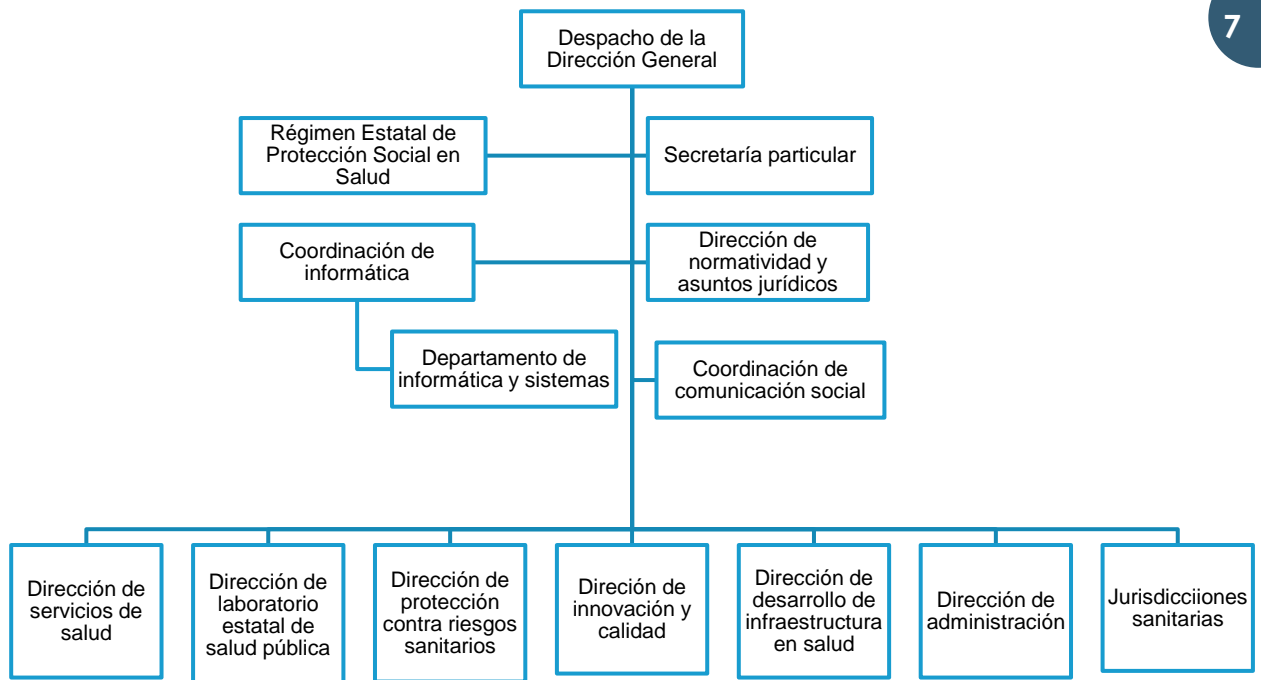 7
Despacho de la
Dirección General
Régimen Estatal de
Protección Social en
Salud
Secretaría particular
Coordinación de
informática
Dirección de
normatividad y
asuntos jurídicos
Departamento de
informática y sistemas
Coordinación de
comunicación social
Dirección de
servicios de
salud
Dirección de
laboratorio
estatal de
salud pública
Dirección de
protección
contra riesgos
sanitarios
Direción de
innovación y
calidad
Dirección de
desarrollo de
infraestructura
en salud
Dirección de
administración
Jurisdicciiones
sanitarias